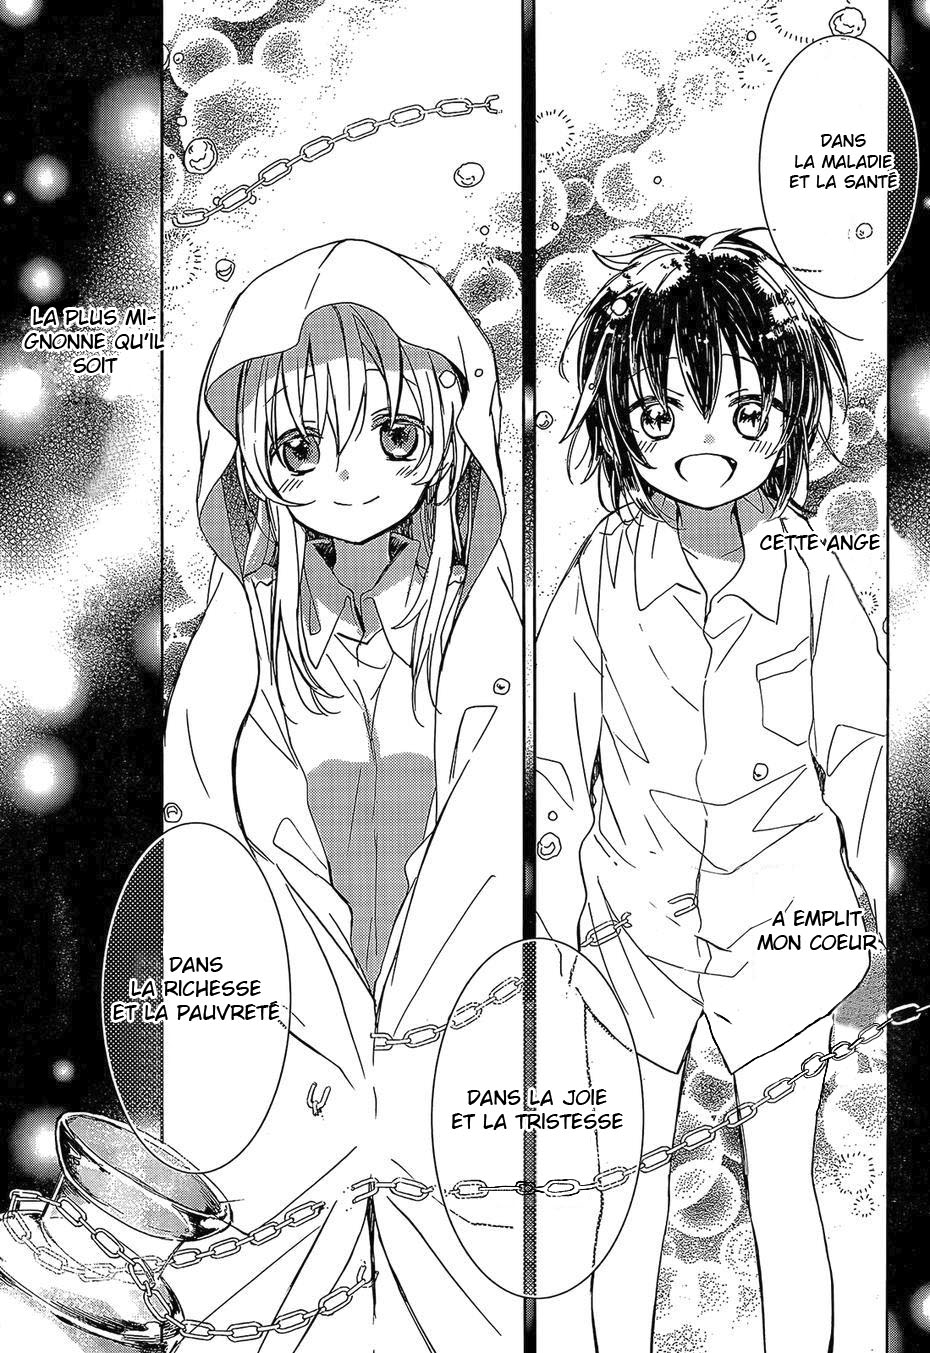 DANS
LA MALADIE
ET LA SANTÉ
CETTE ANGE
A EMPLIT
MON COEUR
DANS LA JOIE
ET LA TRISTESSE
LA PLUS MI-
GNONNE QU'IL
SOIT
DANS
LA RICHESSE
ET LA PAUVRETÉ